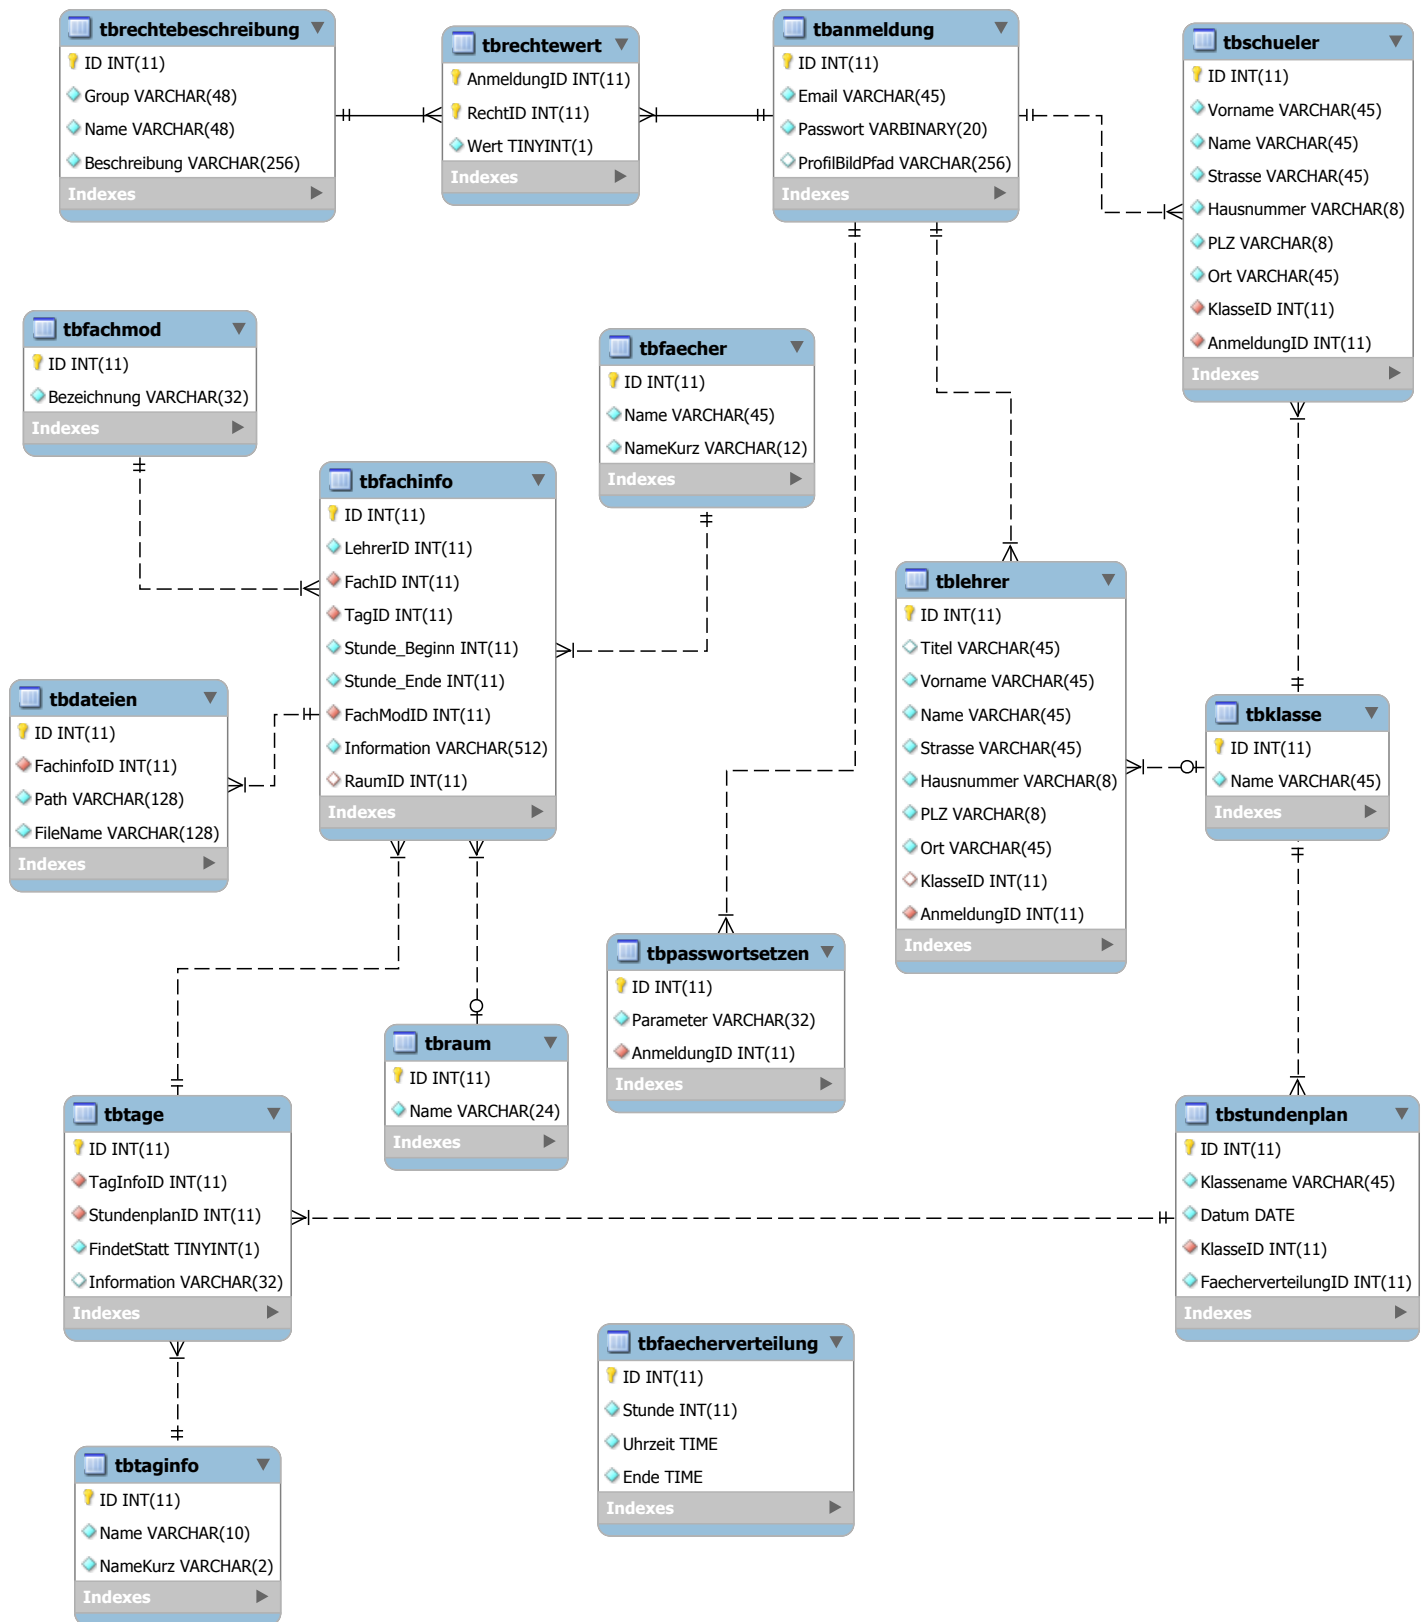 tbrechtebeschreibung
ID INT(11)
Group VARCHAR(48)
Name VARCHAR(48)
Beschreibung VARCHAR(256)
Indexes
tbrechtewert
AnmeldungID INT(11)
RechtID INT(11)
Wert TINYINT(1)
Indexes
tbanmeldung
ID INT(11)
Email VARCHAR(45)
Passwort VARBINARY(20)
ProfilBildPfad VARCHAR(256)
Indexes
tbschueler
ID INT(11)
Vorname VARCHAR(45)
Name VARCHAR(45)
Strasse VARCHAR(45)
Hausnummer VARCHAR(8)
PLZ VARCHAR(8)
Ort VARCHAR(45)
KlasseID INT(11)
AnmeldungID INT(11)
Indexes
tbfachmod
ID INT(11)
Bezeichnung VARCHAR(32)
Indexes
tbfaecher
ID INT(11)
Name VARCHAR(45)
NameKurz VARCHAR(12)
Indexes
tbfachinfo
ID INT(11)
LehrerID INT(11)
FachID INT(11)
TagID INT(11)
Stunde_Beginn INT(11)
Stunde_Ende INT(11)
FachModID INT(11)
Information VARCHAR(512)
RaumID INT(11)
Indexes
tblehrer
ID INT(11)
Titel VARCHAR(45)
Vorname VARCHAR(45)
Name VARCHAR(45)
Strasse VARCHAR(45)
Hausnummer VARCHAR(8)
PLZ VARCHAR(8)
Ort VARCHAR(45)
KlasseID INT(11)
AnmeldungID INT(11)
Indexes
tbdateien
ID INT(11)
FachinfoID INT(11)
Path VARCHAR(128)
FileName VARCHAR(128)
Indexes
tbklasse
ID INT(11)
Name VARCHAR(45)
Indexes
tbpasswortsetzen
ID INT(11)
Parameter VARCHAR(32)
AnmeldungID INT(11)
Indexes
tbraum
ID INT(11)
Name VARCHAR(24)
Indexes
tbtage
ID INT(11)
TagInfoID INT(11)
StundenplanID INT(11)
FindetStatt TINYINT(1)
Information VARCHAR(32)
Indexes
tbstundenplan
ID INT(11)
Klassename VARCHAR(45)
Datum DATE
KlasseID INT(11)
FaecherverteilungID INT(11)
Indexes
tbfaecherverteilung
ID INT(11)
Stunde INT(11)
Uhrzeit TIME
Ende TIME
Indexes
tbtaginfo
ID INT(11)
Name VARCHAR(10)
NameKurz VARCHAR(2)
Indexes